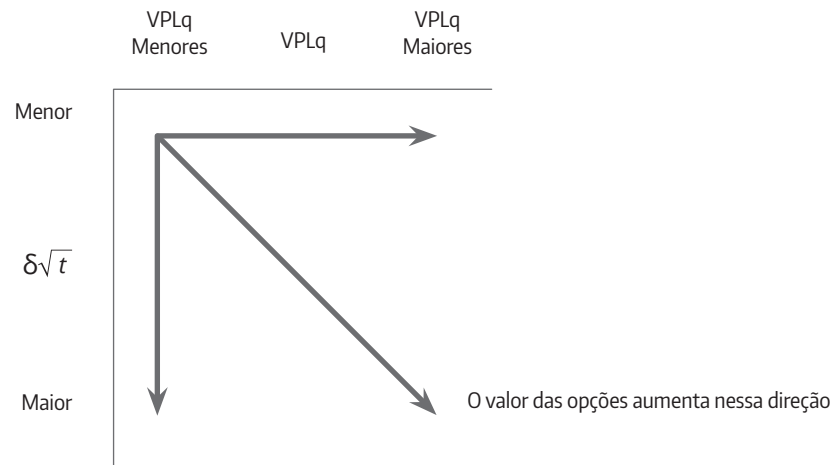 VPLq
Menores
VPLq
VPLq
Maiores
Menor
δ√t
Maior
O valor das opções aumenta nessa direção